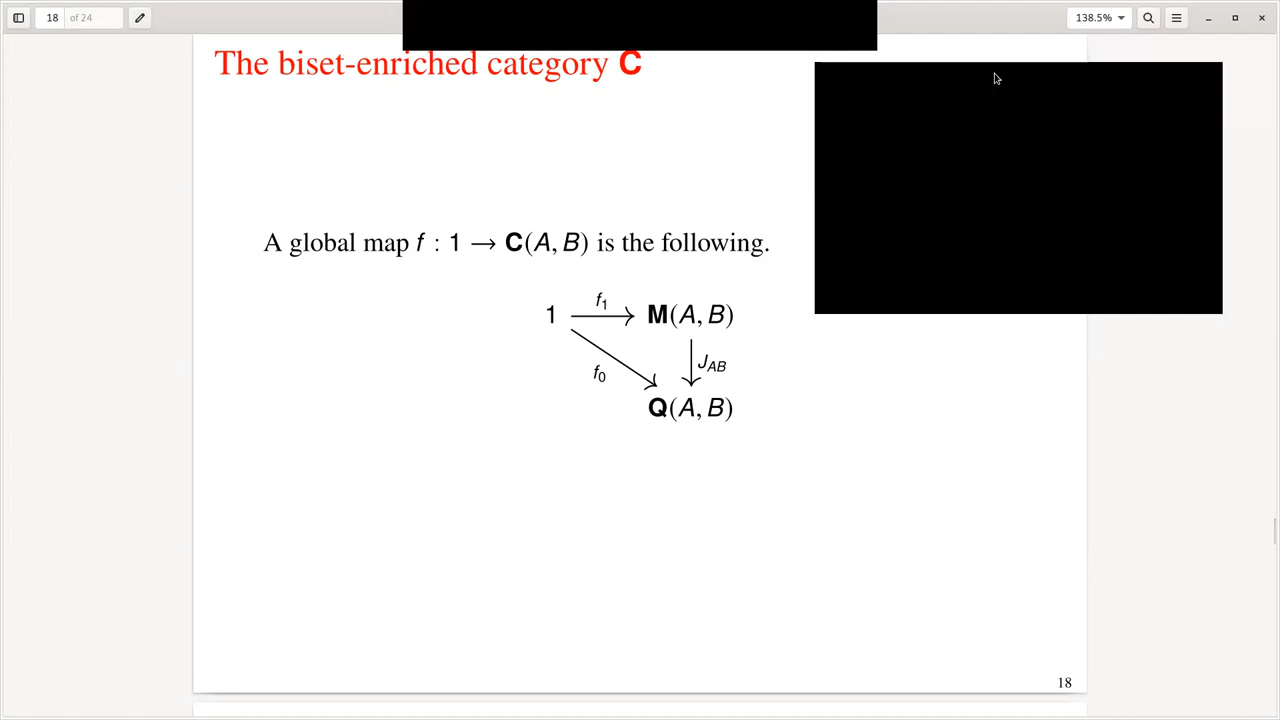 18 of 24
138.5%
The biset-enriched category C
A global map f : 1 → C(A, B) is the following.
f₁
1 M(A, B)
J_AB
f₀
Q(A, B)
18